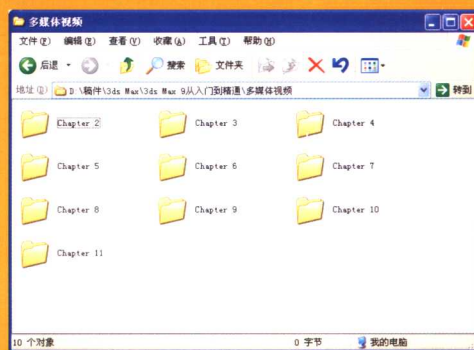 多媒体视频
文件(F) 编辑(E) 查看(V) 收藏(A) 工具(T) 帮助(H)
后退 搜索 文件夹
地址(D) D:\稿件\3ds Max\3ds Max 9从入门到精通\多媒体视频 转到
Chapter 2 Chapter 3 Chapter 4
Chapter 5 Chapter 6 Chapter 7
Chapter 8 Chapter 9 Chapter 10
Chapter 11
10 个对象 0 字节 我的电脑